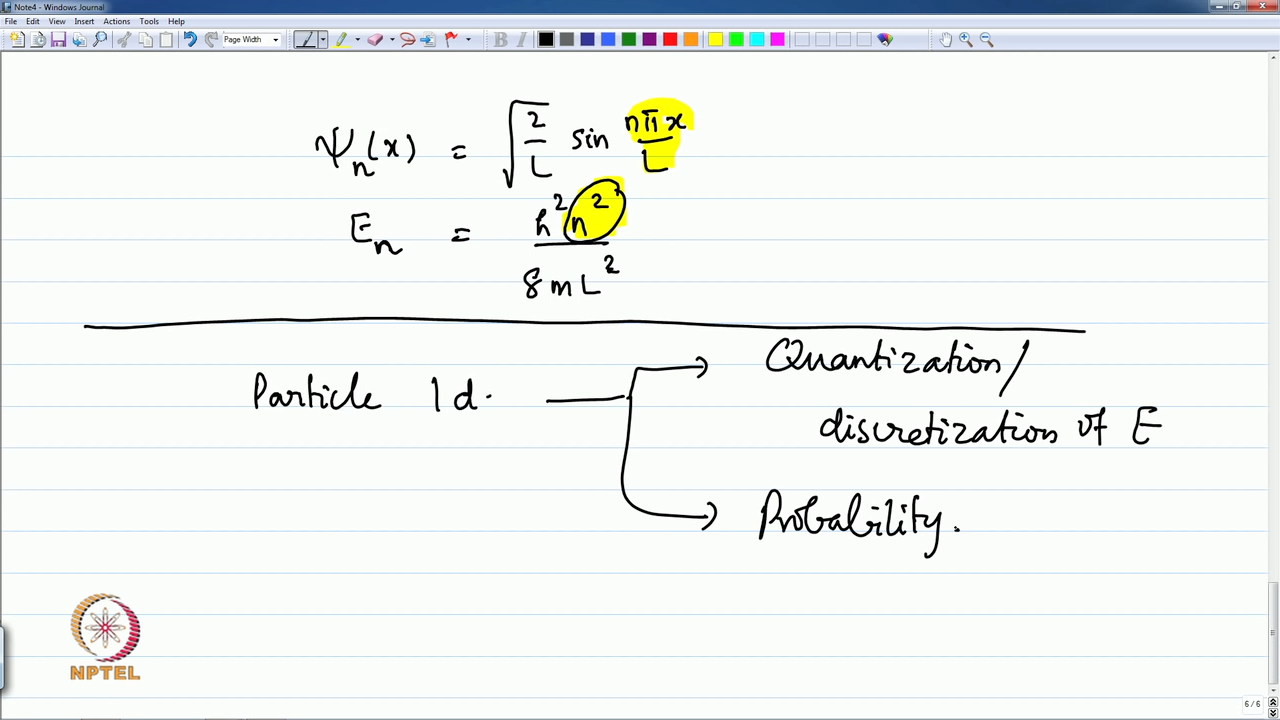 Note4 - Windows Journal
File Edit View Insert Actions Tools Help
Page Width
B I
ψn(x) = √(2/L) sin nπx/L
En = h²n²/8mL²
Particle 1d. → Quantization/
discretization of E
→ Probability.
NPTEL
6/6